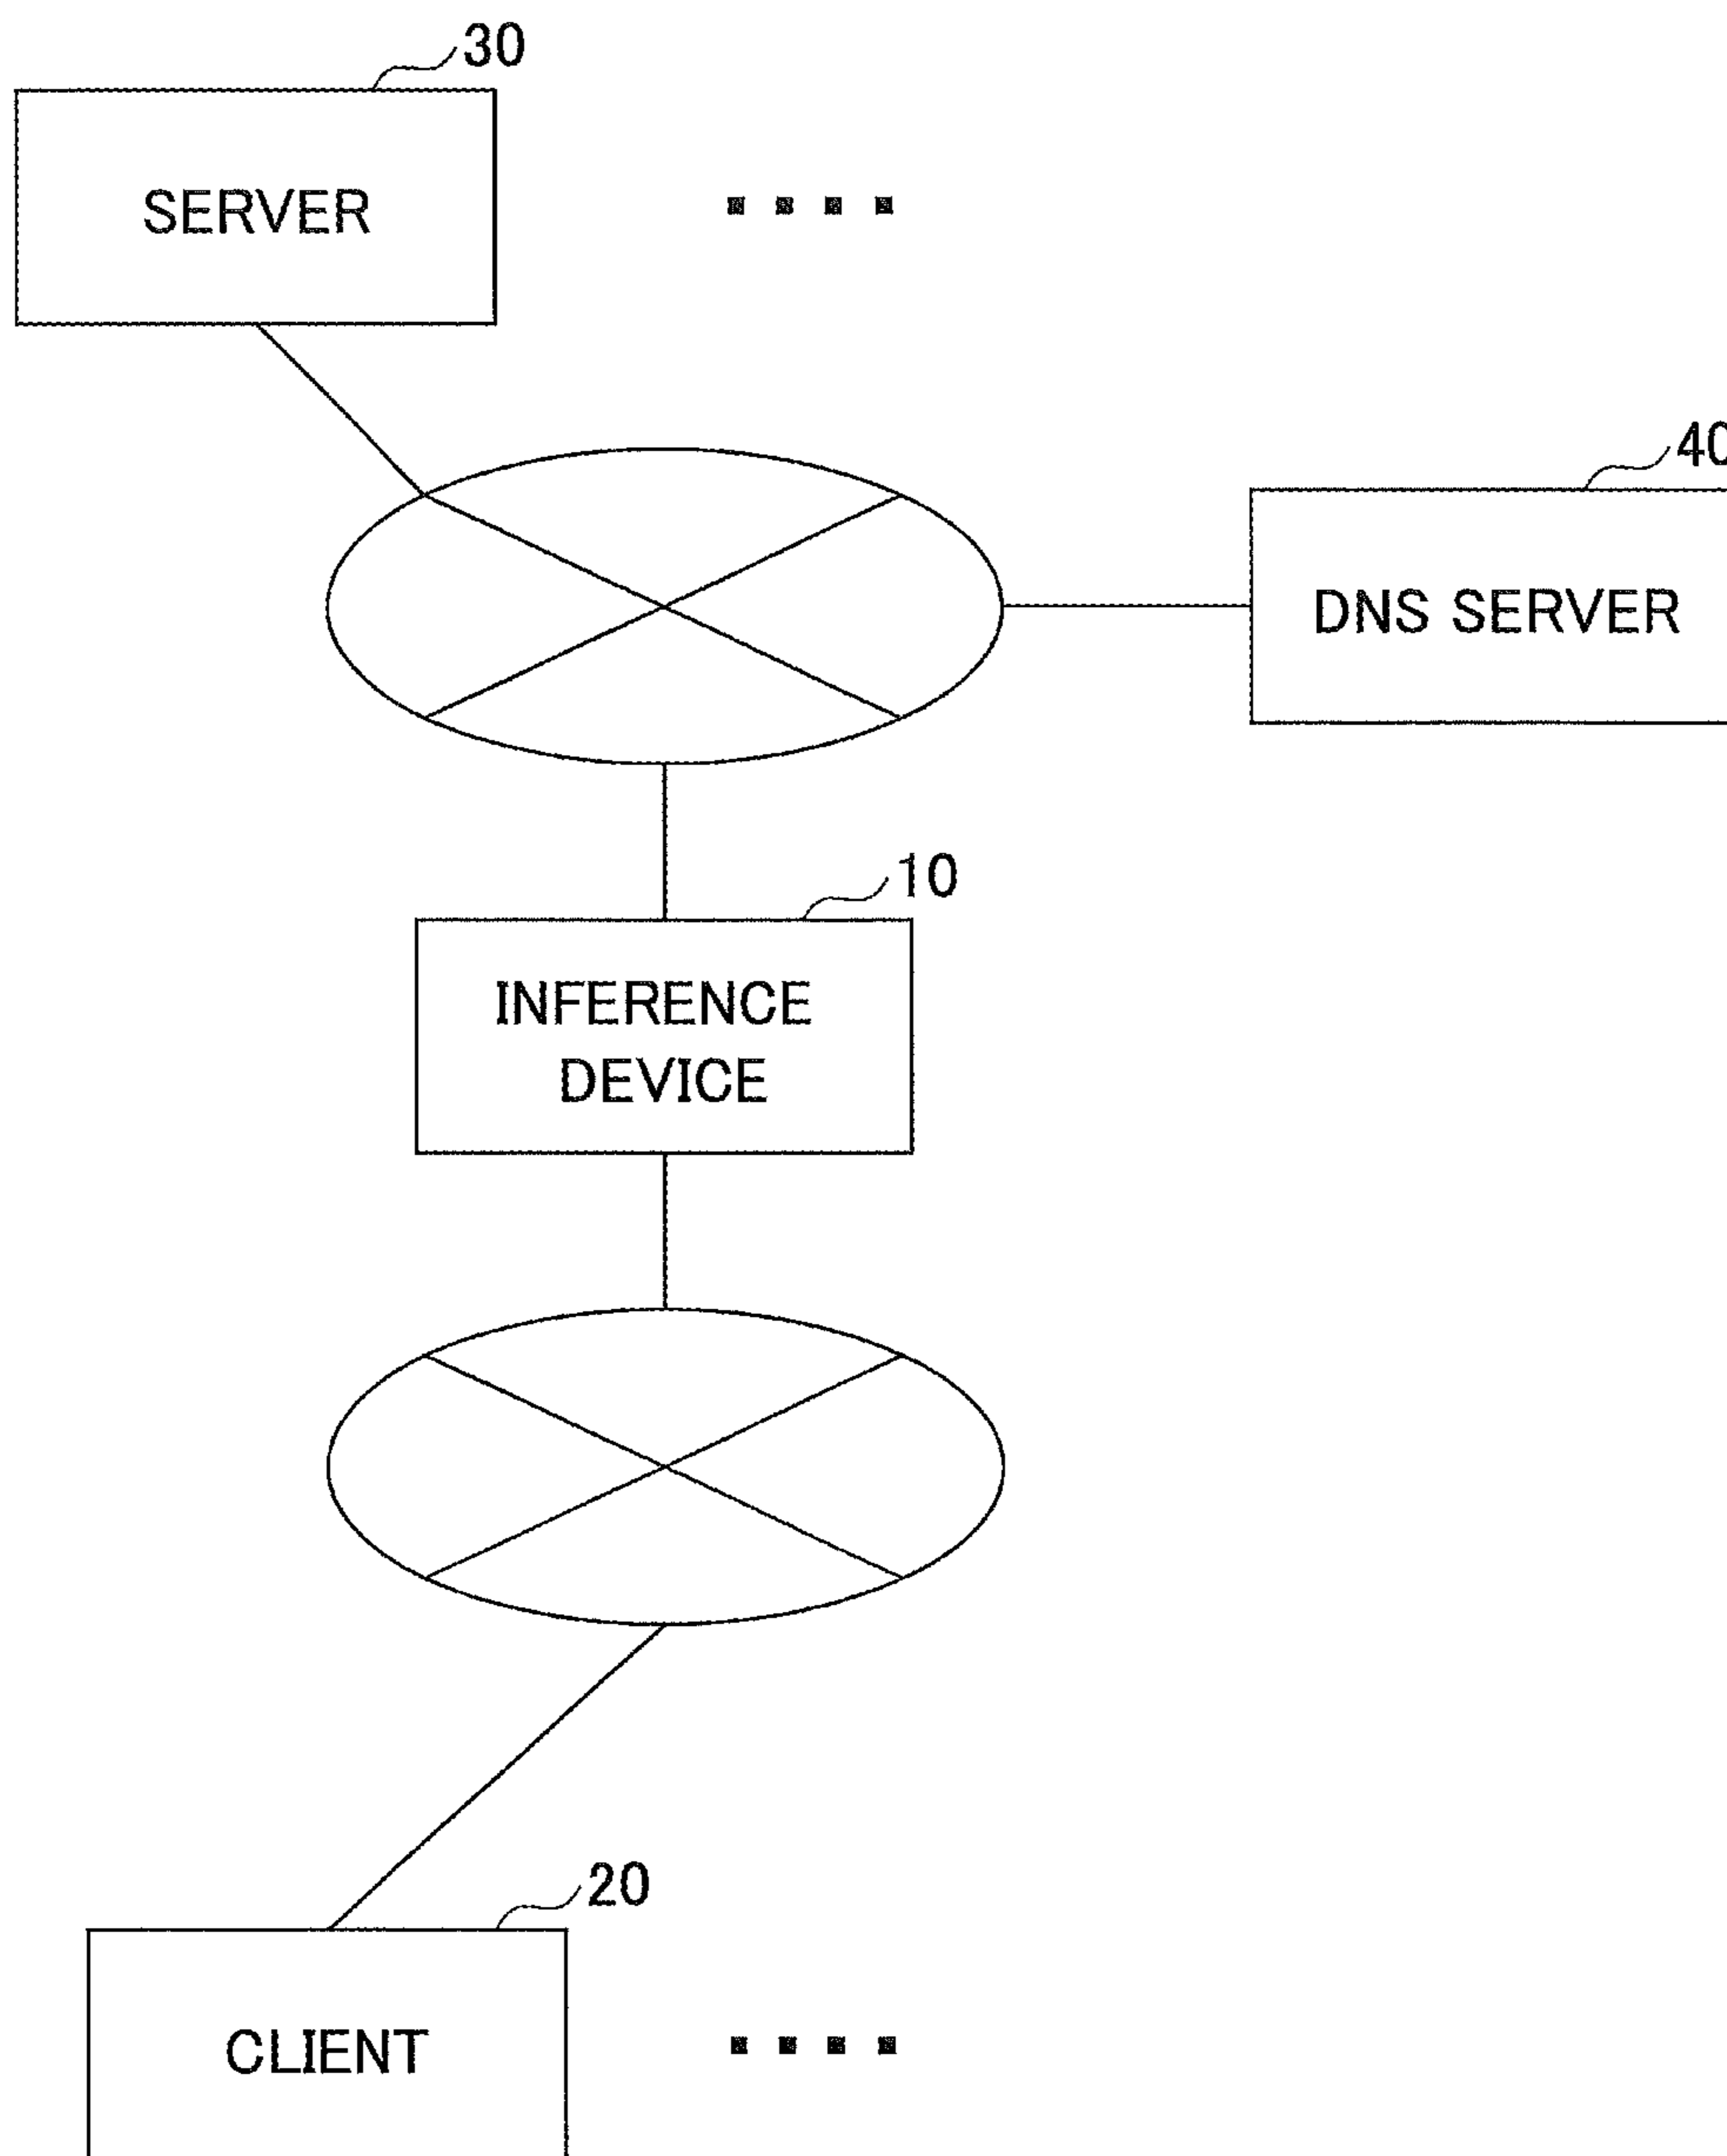 30
SERVER
40
DNS SERVER
10
INFERENCE
DEVICE
20
CLIENT